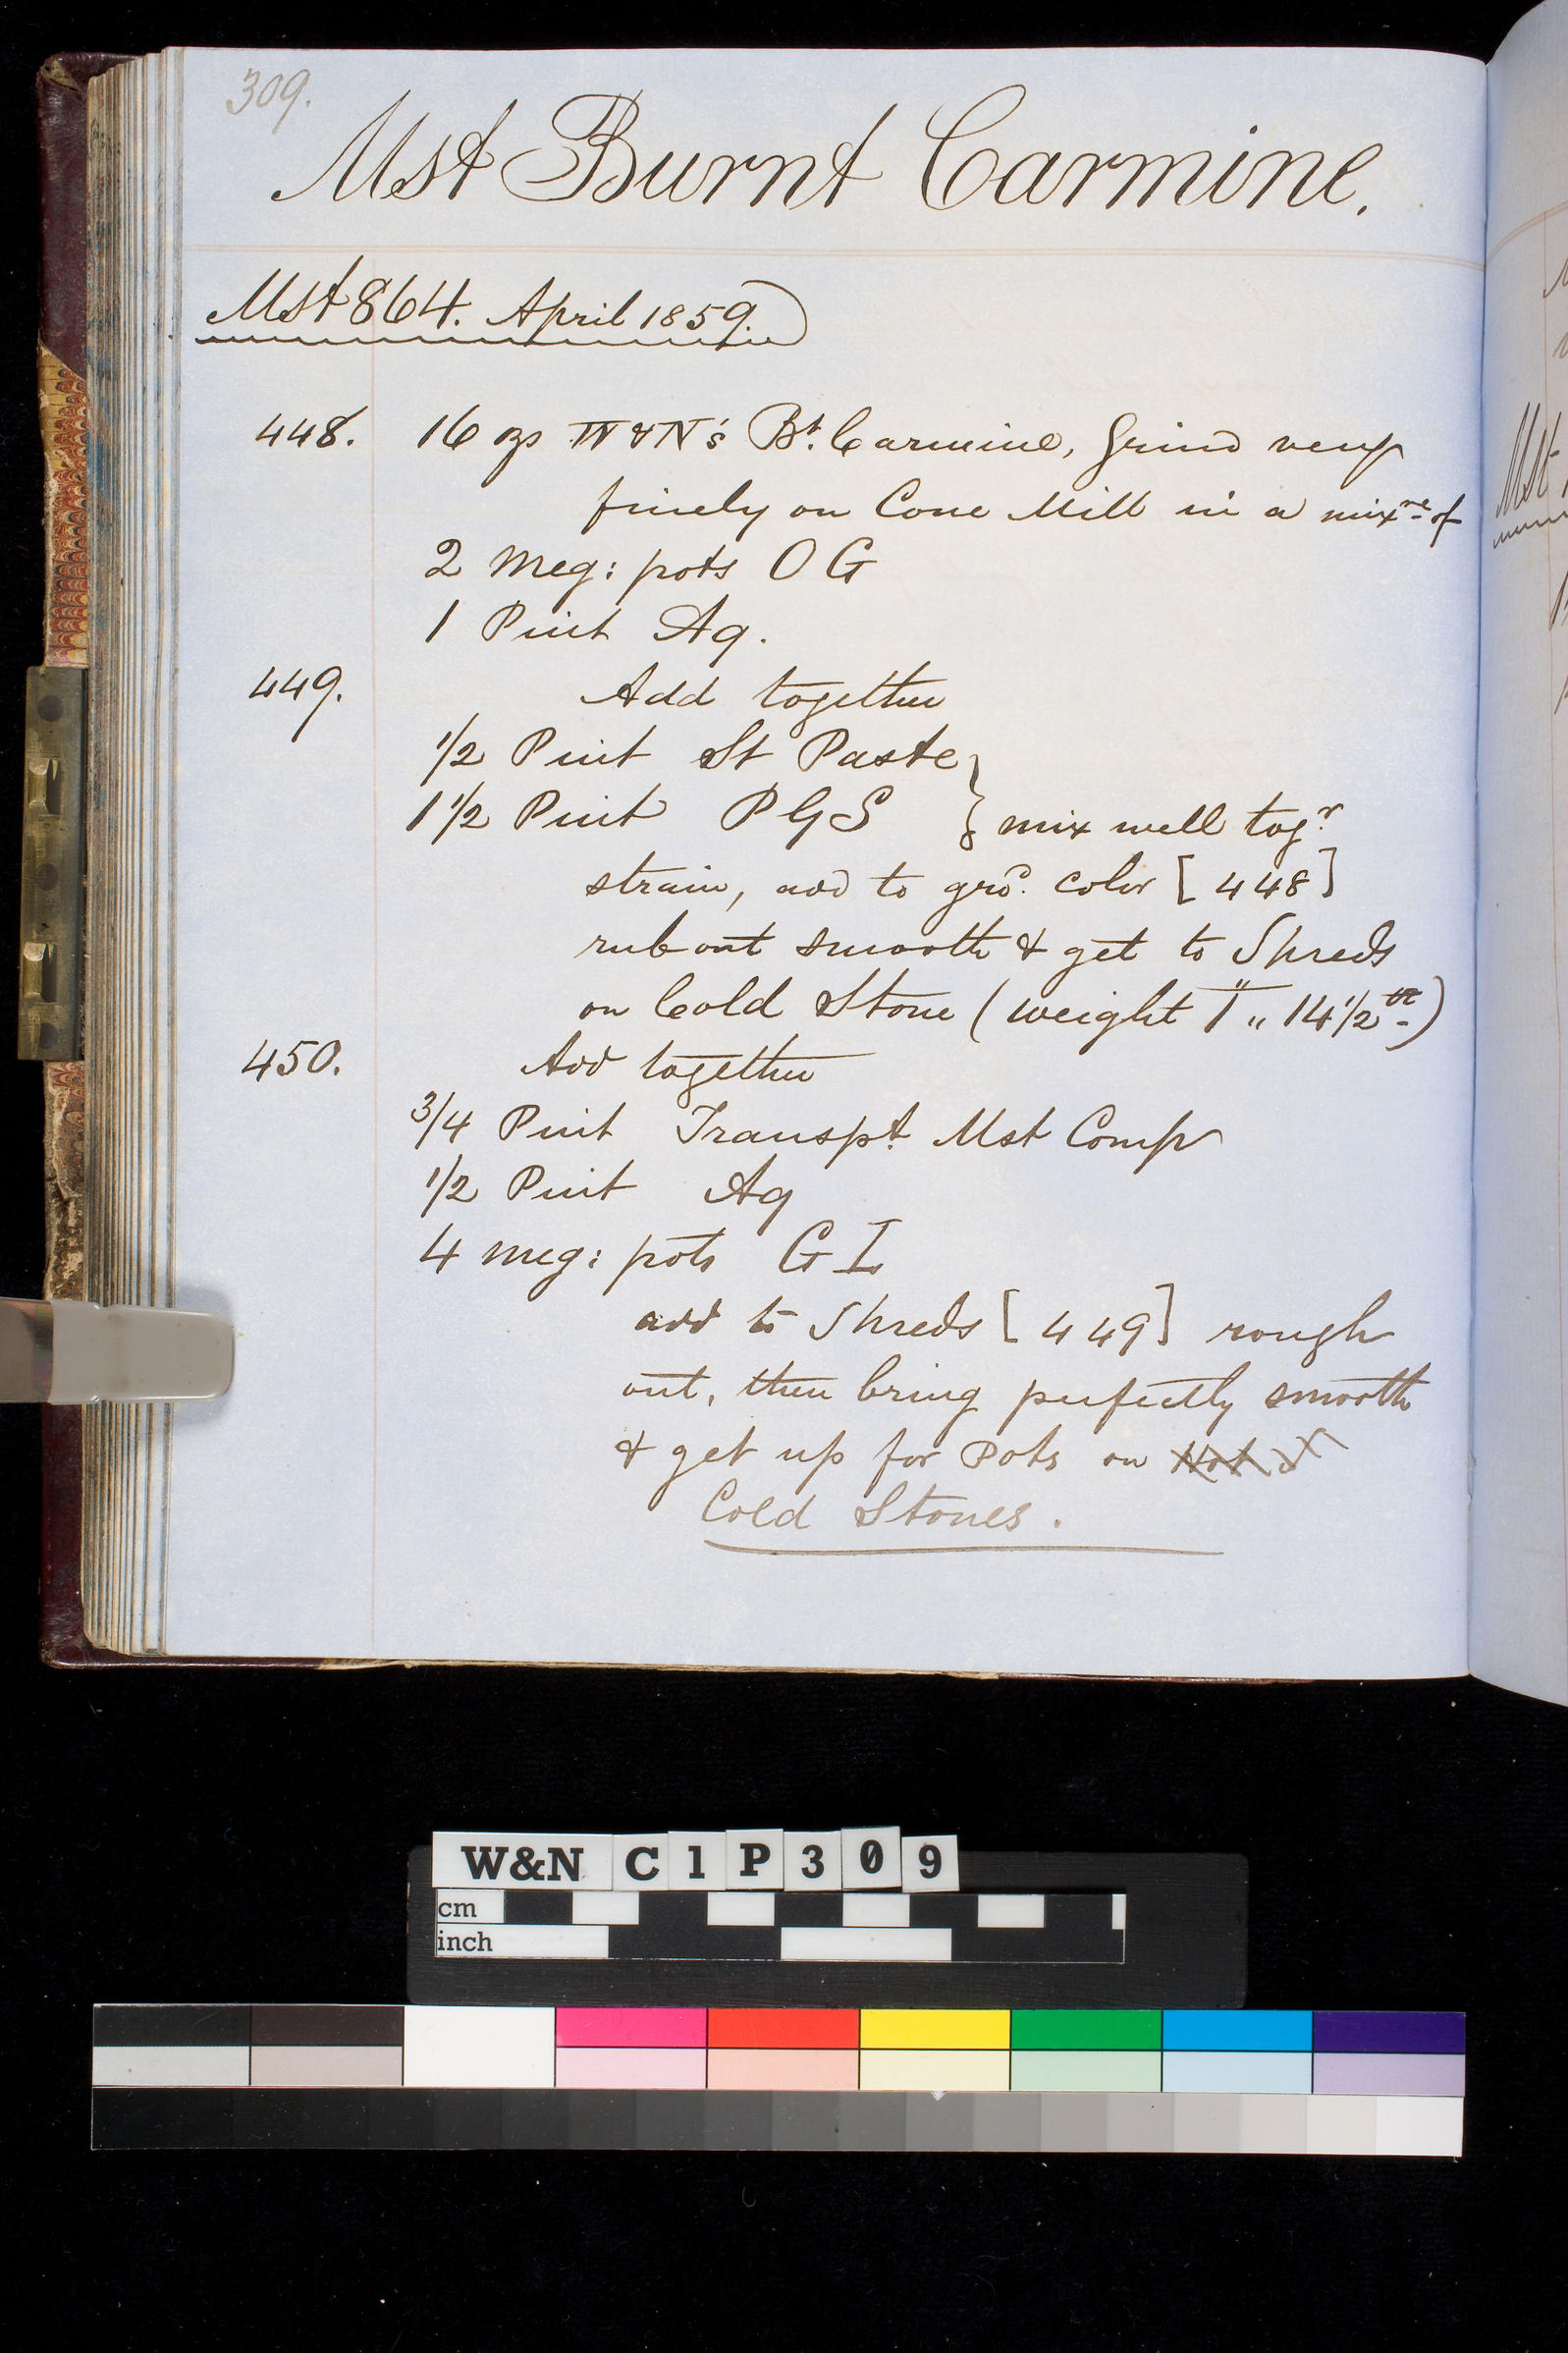 309.
Mst Burnt Carmine.
Mst 864. April 1859.
448. 16 ozs W&N's Bt. Carmine, Grind very
finely on Cone Mill in a mixre of
2 Meg: pots O G
1 Pint Aq.
449. Add together
1/2 Pint St Paste
1 1/2 Pint P G S } mix well togr.
strain, add to grd. color [448]
rub out smooth & get to Shreds
on Cold Stone (weight 1 ,, 14 1/2
450. Add together
3/4 Pint Transpt. Mst Comp
1/2 Pint Aq
4 meg: pots G I
add to Shreds [449] rough
out, then bring perfectly smooth
& get up for Pots on Hot
Cold Stones.
W&N C1P309
cm
inch